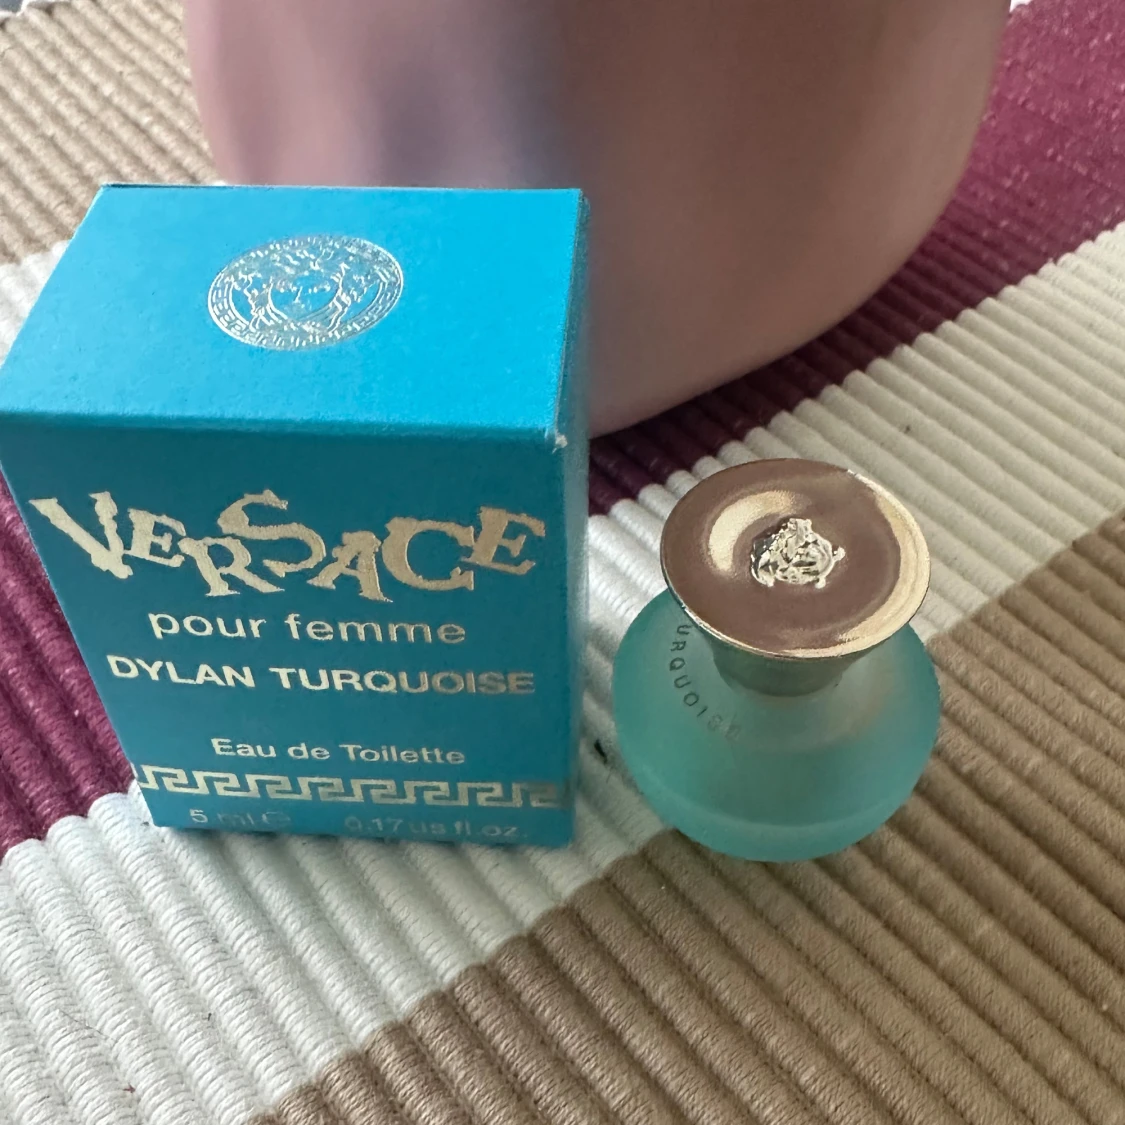 VERSACE
pour femme
DYLAN TURQUOISE
Eau de Toilette
5 ml ℮ 0.17 us fl. oz.
URQUOISE